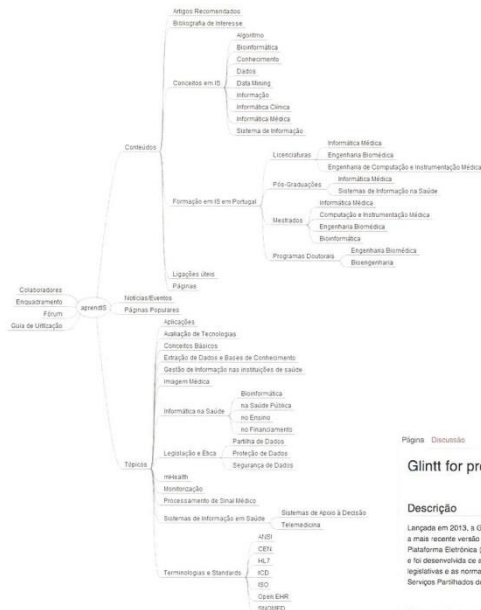 Artigos Recomendados
Bibliografia de Interesse
Conceitos em IS
Algoritmo
Bioinformática
Conhecimento
Dados
Data Mining
Informação
Informática Clínica
Informática Médica
Sistema de Informação
Conteúdos
Formação em IS em Portugal
Licenciaturas
Informática Médica
Engenharia Biomédica
Engenharia de Computação e Instrumentação Médica
Pós-Graduações
Informática Médica
Sistemas de Informação na Saúde
Mestrados
Informática Médica
Computação e Instrumentação Médica
Engenharia Biomédica
Bioinformática
Programas Doutorais
Engenharia Biomédica
Bioengenharia
Ligações úteis
Páginas
Colaboradores
Enquadramento
Fórum
Guia de Utilização
aprendIS
Notícias/Eventos
Páginas Populares
Tópicos
Aplicações
Avaliação de Tecnologias
Conceitos Básicos
Extração de Dados e Bases de Conhecimento
Gestão de Informação nas instituições de saúde
Imagem Médica
Informática na Saúde
Bioinformática
na Saúde Pública
no Ensino
no Financiamento
Legislação e Ética
Partilha de Dados
Proteção de Dados
Segurança de Dados
mHealth
Monitorização
Processamento de Sinal Médico
Sistemas de Informação em Saúde
Sistemas de Apoio à Decisão
Telemedicina
Terminologias e Standards
ANSI
CEN
HL7
ICD
ISO
Open EHR
SNOMED
Página Discussão
Glintt for pre
Descrição
Lançada em 2013, a G
a mais recente versão
Plataforma Eletrónica (
e foi desenvolvida de a
legislativas e as norma
Serviços Partilhados d